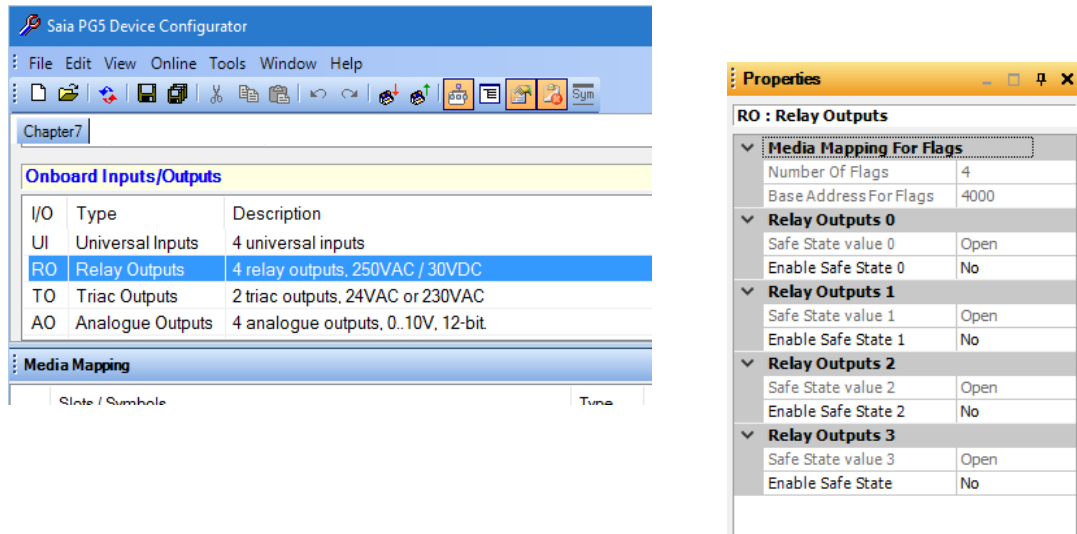 Saia PG5 Device Configurator
File Edit View Online Tools Window Help
Sym
Chapter7
Onboard Inputs/Outputs
I/O Type Description
UI Universal Inputs 4 universal inputs
RO Relay Outputs 4 relay outputs, 250VAC / 30VDC
TO Triac Outputs 2 triac outputs, 24VAC or 230VAC
AO Analogue Outputs 4 analogue outputs, 0..10V, 12-bit.
Media Mapping
Slots / Symbols Type
Properties
RO : Relay Outputs
Media Mapping For Flags
Number Of Flags 4
Base Address For Flags 4000
Relay Outputs 0
Safe State value 0 Open
Enable Safe State 0 No
Relay Outputs 1
Safe State value 1 Open
Enable Safe State 1 No
Relay Outputs 2
Safe State value 2 Open
Enable Safe State 2 No
Relay Outputs 3
Safe State value 3 Open
Enable Safe State No